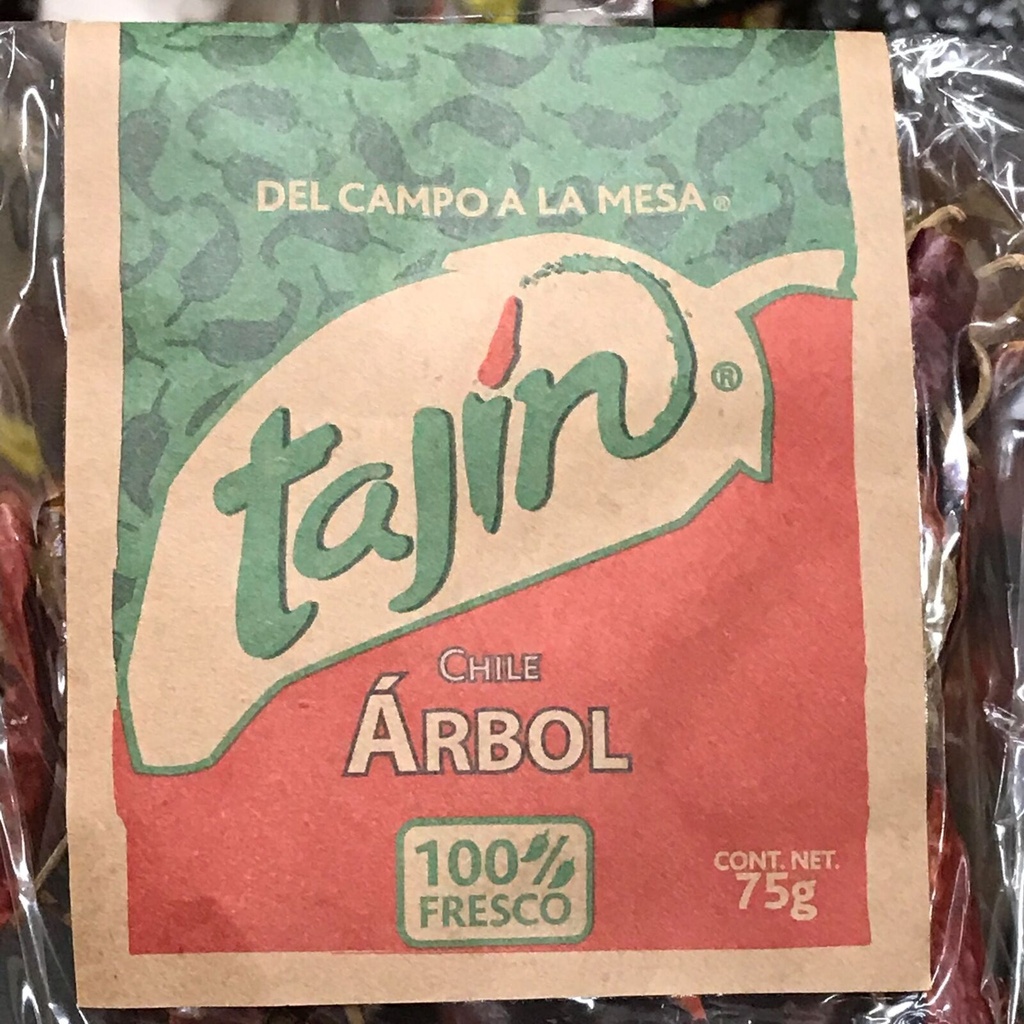 DEL CAMPO A LA MESA®
tajín®
CHILE
ÁRBOL
100%
FRESCO
CONT. NET.
75g